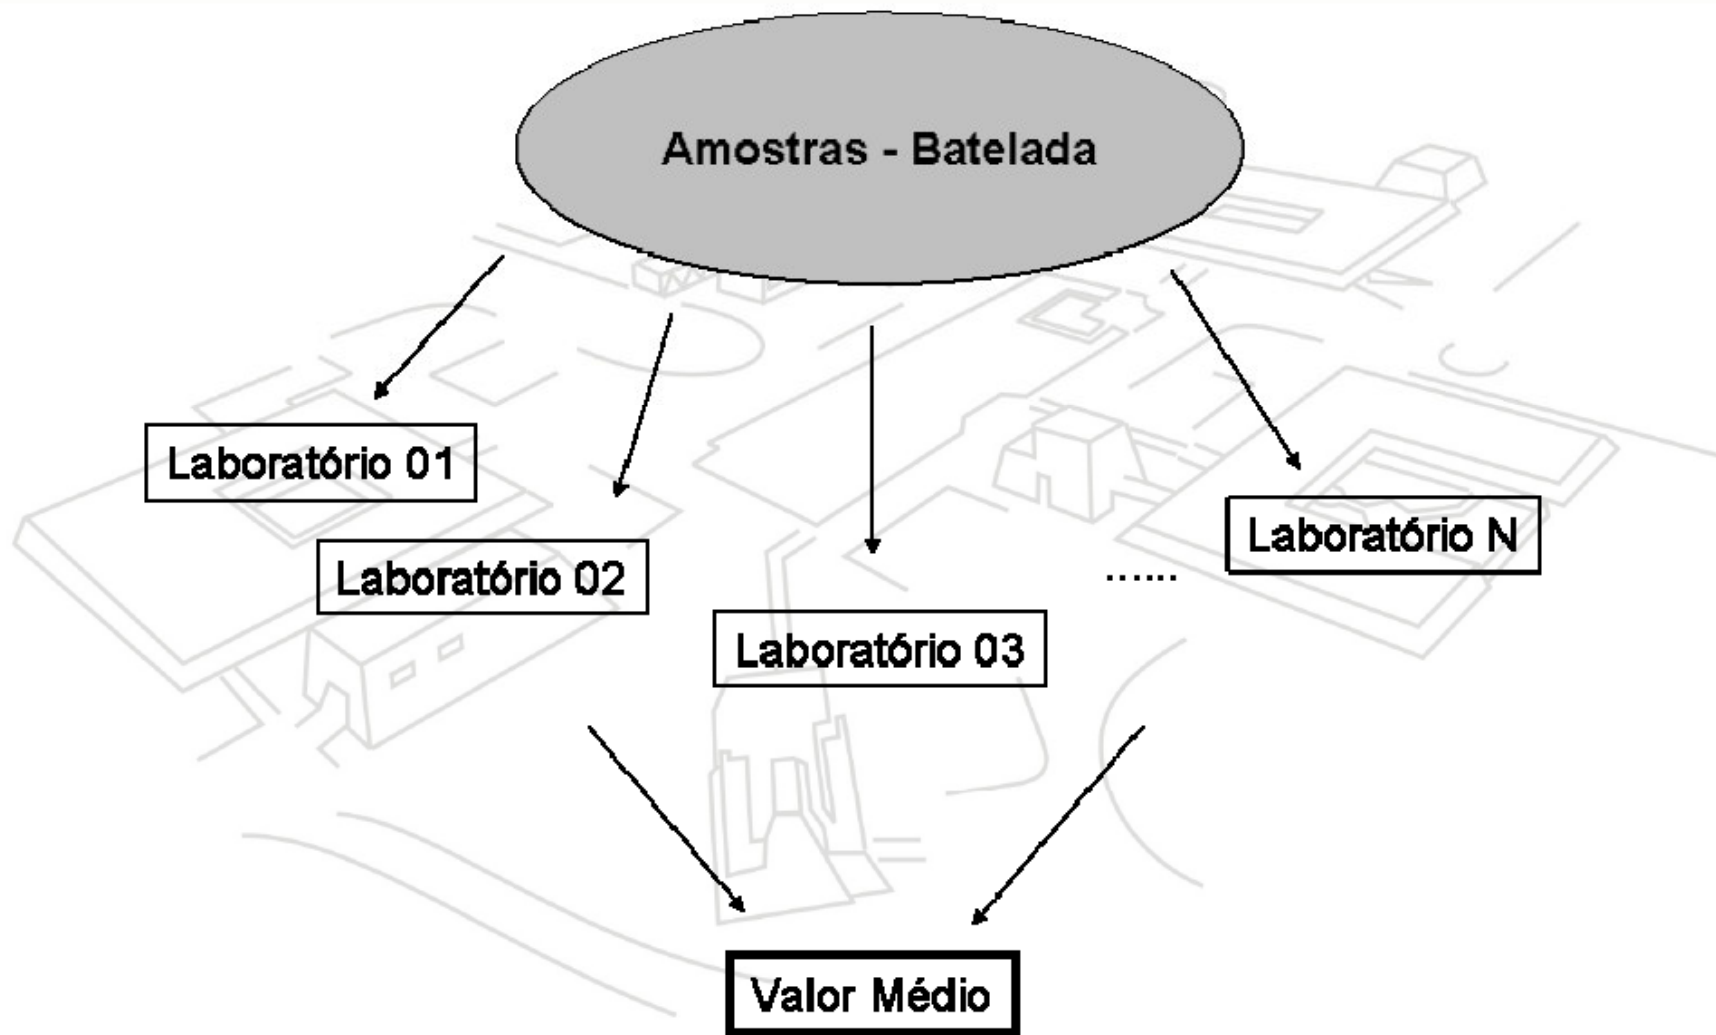 Amostras - Batelada
Laboratório 01
Laboratório 02
Laboratório 03
......
Laboratório N
Valor Médio